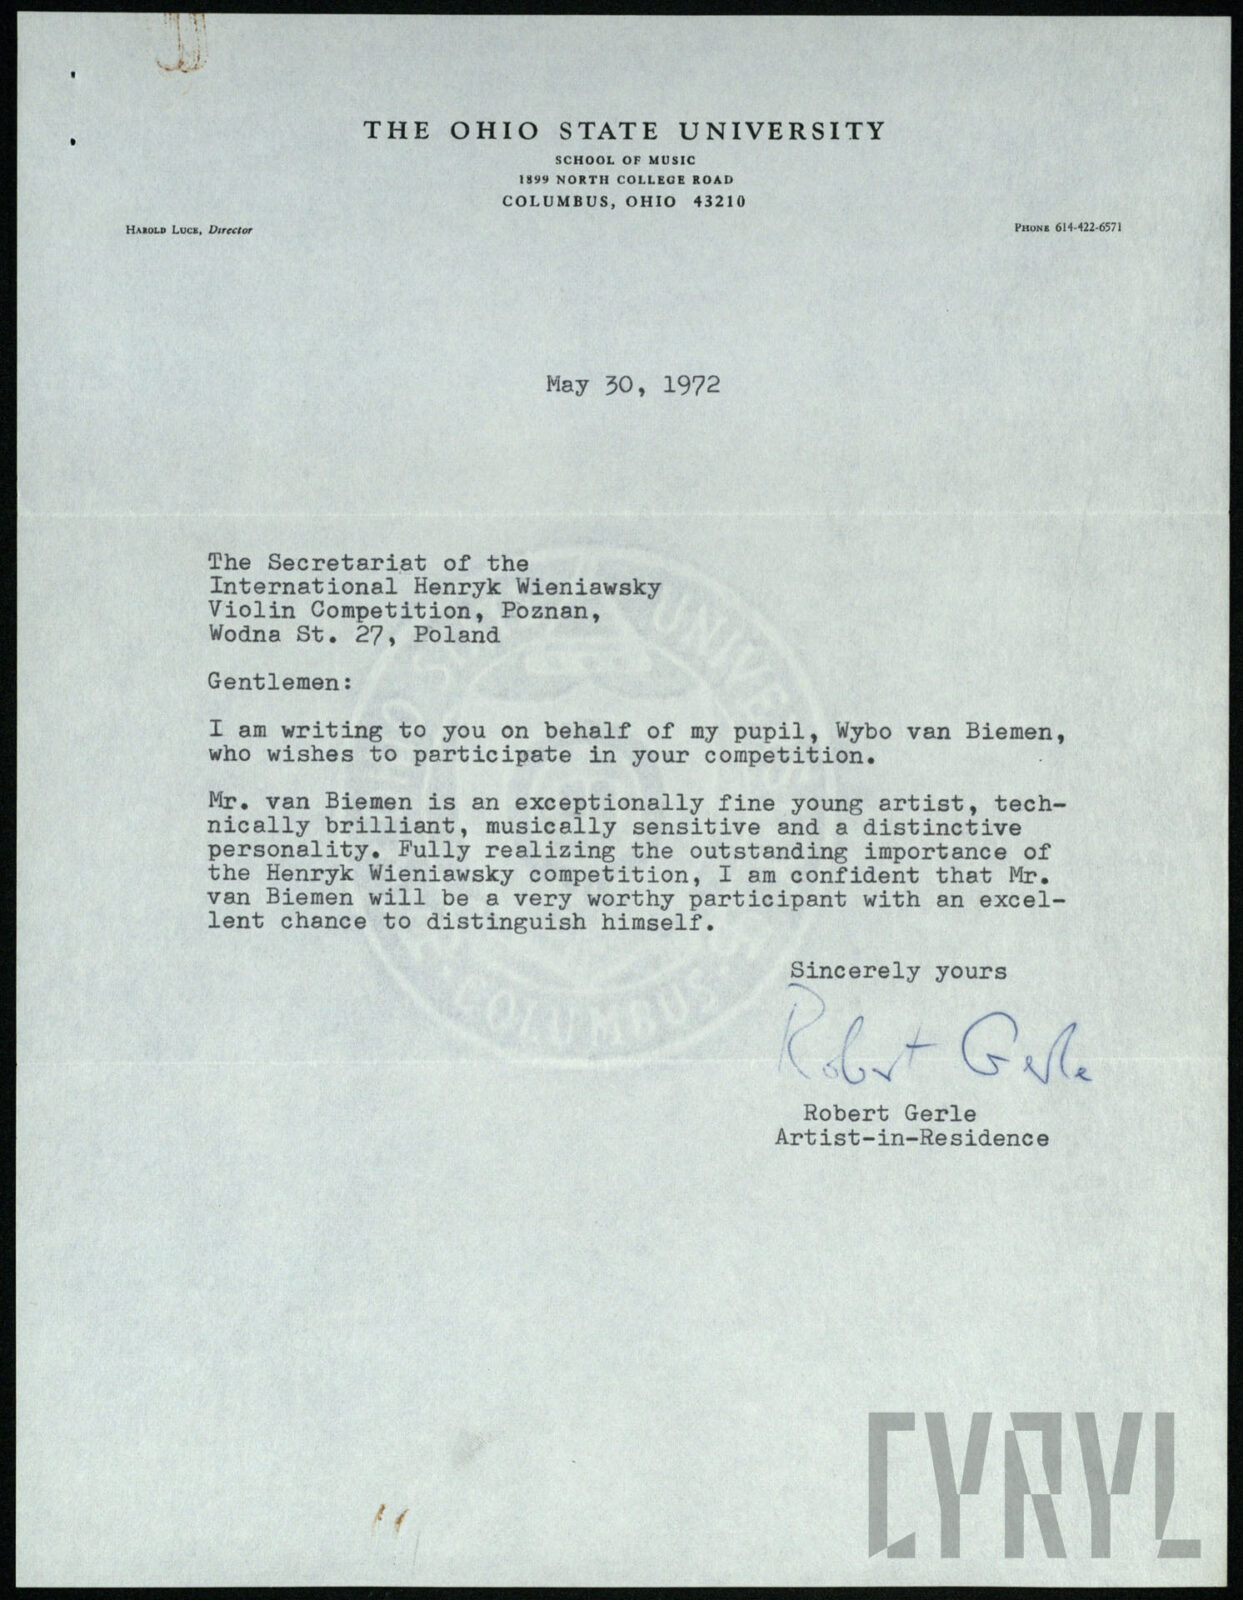 THE OHIO STATE UNIVERSITY
SCHOOL OF MUSIC
1899 NORTH COLLEGE ROAD
COLUMBUS, OHIO 43210
HAROLD LUCE, Director
PHONE 614-422-6571
May 30, 1972
The Secretariat of the
International Henryk Wieniawsky
Violin Competition, Poznan,
Wodna St. 27, Poland
Gentlemen:
I am writing to you on behalf of my pupil, Wybo van Biemen,
who wishes to participate in your competition.
Mr. van Biemen is an exceptionally fine young artist, tech-
nically brilliant, musically sensitive and a distinctive
personality. Fully realizing the outstanding importance of
the Henryk Wieniawsky competition, I am confident that Mr.
van Biemen will be a very worthy participant with an excel-
lent chance to distinguish himself.
Sincerely yours
Robert Gerle
Robert Gerle
Artist-in-Residence
COLUMBUS
CYRYL